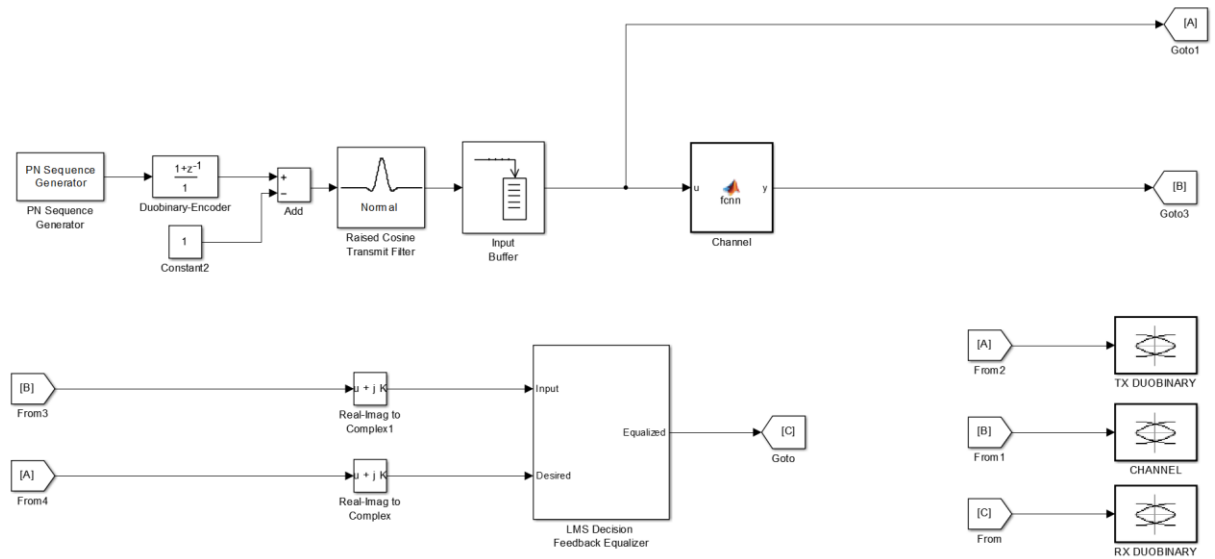 [A]
Goto1
PN Sequence
Generator
PN Sequence
Generator
1+z⁻¹
1
Duobinary-Encoder
1
Constant2
+
−
Add
Normal
Raised Cosine
Transmit Filter
Input
Buffer
u
fcnn
y
Channel
[B]
Goto3
[B]
From3
u + j K
Real-Imag to
Complex1
[A]
From4
u + j K
Real-Imag to
Complex
Input
Desired
Equalized
LMS Decision
Feedback Equalizer
[C]
Goto
[A]
From2
TX DUOBINARY
[B]
From1
CHANNEL
[C]
From
RX DUOBINARY